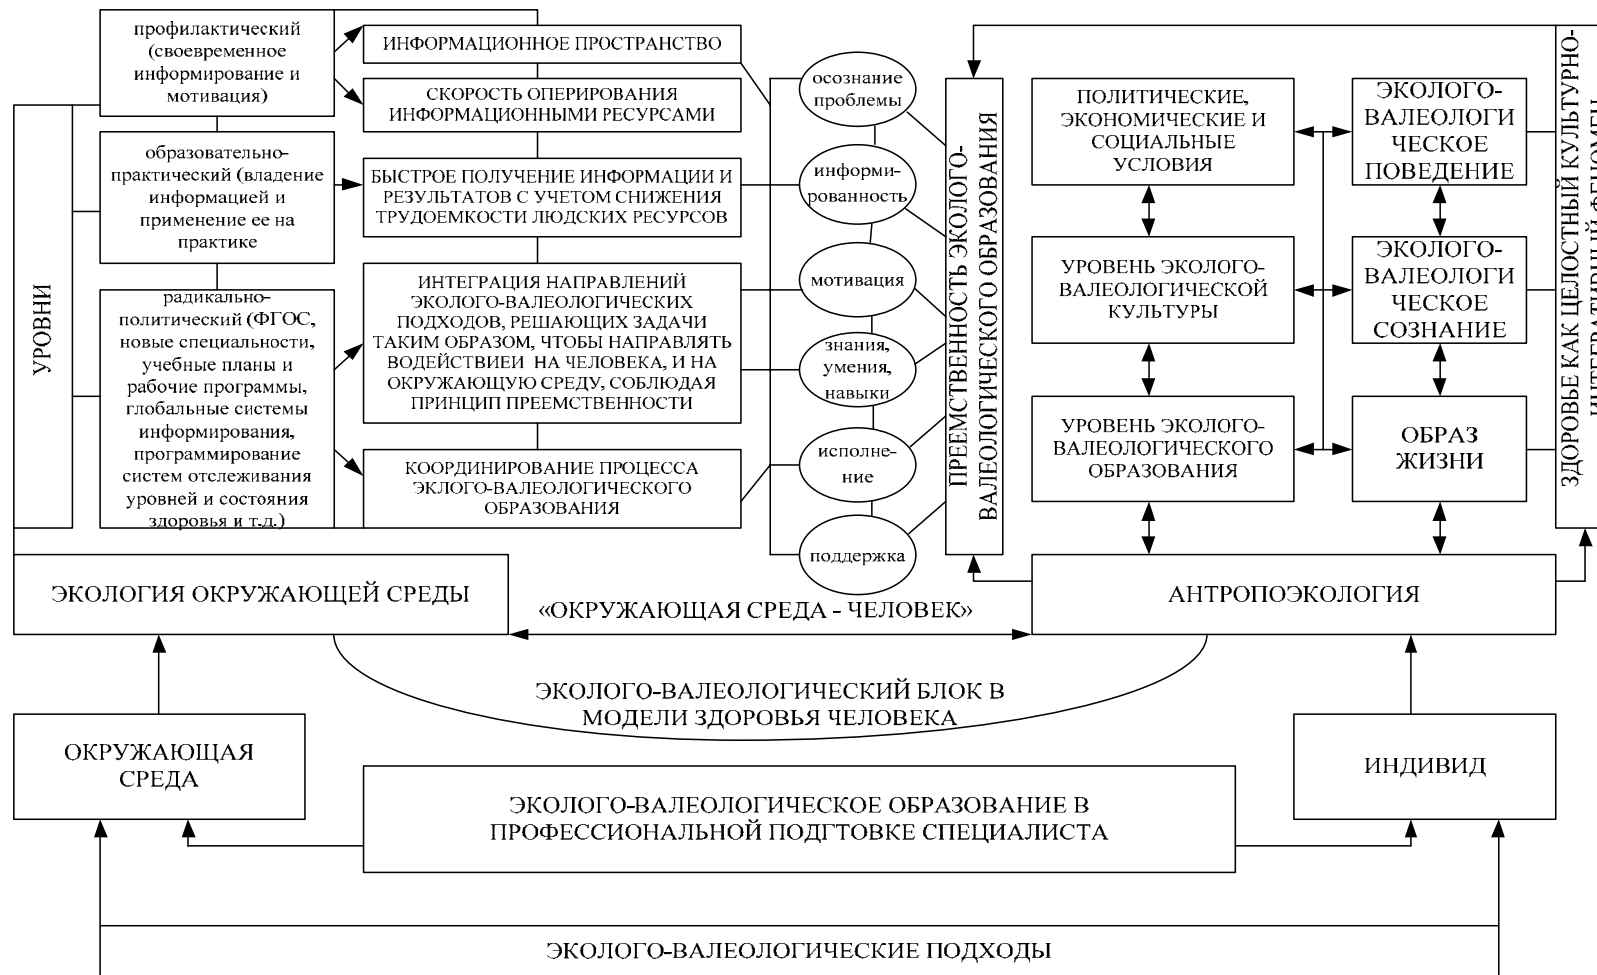 профилактический
(своевременное
информирование и
мотивация)
образовательно-
практический (владение
информацией и
применение ее на
практике
радикально-
политический (ФГОС,
новые специальности,
учебные планы и
рабочие программы,
глобальные системы
информирования,
программирование
систем отслеживания
уровней и состояния
здоровья и т.д.)
УРОВНИ
ИНФОРМАЦИОННОЕ ПРОСТРАНСТВО
СКОРОСТЬ ОПЕРИРОВАНИЯ
ИНФОРМАЦИОННЫМИ РЕСУРСАМИ
БЫСТРОЕ ПОЛУЧЕНИЕ ИНФОРМАЦИИ И
РЕЗУЛЬТАТОВ С УЧЕТОМ СНИЖЕНИЯ
ТРУДОЕМКОСТИ ЛЮДСКИХ РЕСУРСОВ
ИНТЕГРАЦИЯ НАПРАВЛЕНИЙ
ЭКОЛОГО-ВАЛЕОЛОГИЧЕСКИХ
ПОДХОДОВ, РЕШАЮЩИХ ЗАДАЧИ
ТАКИМ ОБРАЗОМ, ЧТОБЫ НАПРАВЛЯТЬ
ВОДЕЙСТВИЕИ НА ЧЕЛОВЕКА, И НА
ОКРУЖАЮЩУЮ СРЕДУ, СОБЛЮДАЯ
ПРИНЦИП ПРЕЕМСТВЕННОСТИ
КООРДИНИРОВАНИЕ ПРОЦЕССА
ЭКЛОГО-ВАЛЕОЛОГИЧЕСКОГО
ОБРАЗОВАНИЯ
осознание
проблемы
информи-
рованность
мотивация
знания,
умения,
навыки
исполне-
ние
поддержка
ПРЕЕМСТВЕННОСТЬ ЭКОЛОГО-
ВАЛЕОЛОГИЧЕСКОГО ОБРАЗОВАНИЯ
ПОЛИТИЧЕСКИЕ,
ЭКОНОМИЧЕСКИЕ И
СОЦИАЛЬНЫЕ
УСЛОВИЯ
УРОВЕНЬ ЭКОЛОГО-
ВАЛЕОЛОГИЧЕСКОЙ
КУЛЬТУРЫ
УРОВЕНЬ ЭКОЛОГО-
ВАЛЕОЛОГИЧЕСКОГО
ОБРАЗОВАНИЯ
ЭКОЛОГО-
ВАЛЕОЛОГИ
ЧЕСКОЕ
ПОВЕДЕНИЕ
ЭКОЛОГО-
ВАЛЕОЛОГИ
ЧЕСКОЕ
СОЗНАНИЕ
ОБРАЗ
ЖИЗНИ
ЗДОРОВЬЕ КАК ЦЕЛОСТНЫЙ КУЛЬТУРНО-
ИНТЕГРАТИВНЫЙ ФЕНОМЕН
ЭКОЛОГИЯ ОКРУЖАЮЩЕЙ СРЕДЫ
«ОКРУЖАЮЩАЯ СРЕДА - ЧЕЛОВЕК»
АНТРОПОЭКОЛОГИЯ
ЭКОЛОГО-ВАЛЕОЛОГИЧЕСКИЙ БЛОК В
МОДЕЛИ ЗДОРОВЬЯ ЧЕЛОВЕКА
ОКРУЖАЮЩАЯ
СРЕДА
ЭКОЛОГО-ВАЛЕОЛОГИЧЕСКОЕ ОБРАЗОВАНИЕ В
ПРОФЕССИОНАЛЬНОЙ ПОДГТОВКЕ СПЕЦИАЛИСТА
ИНДИВИД
ЭКОЛОГО-ВАЛЕОЛОГИЧЕСКИЕ ПОДХОДЫ